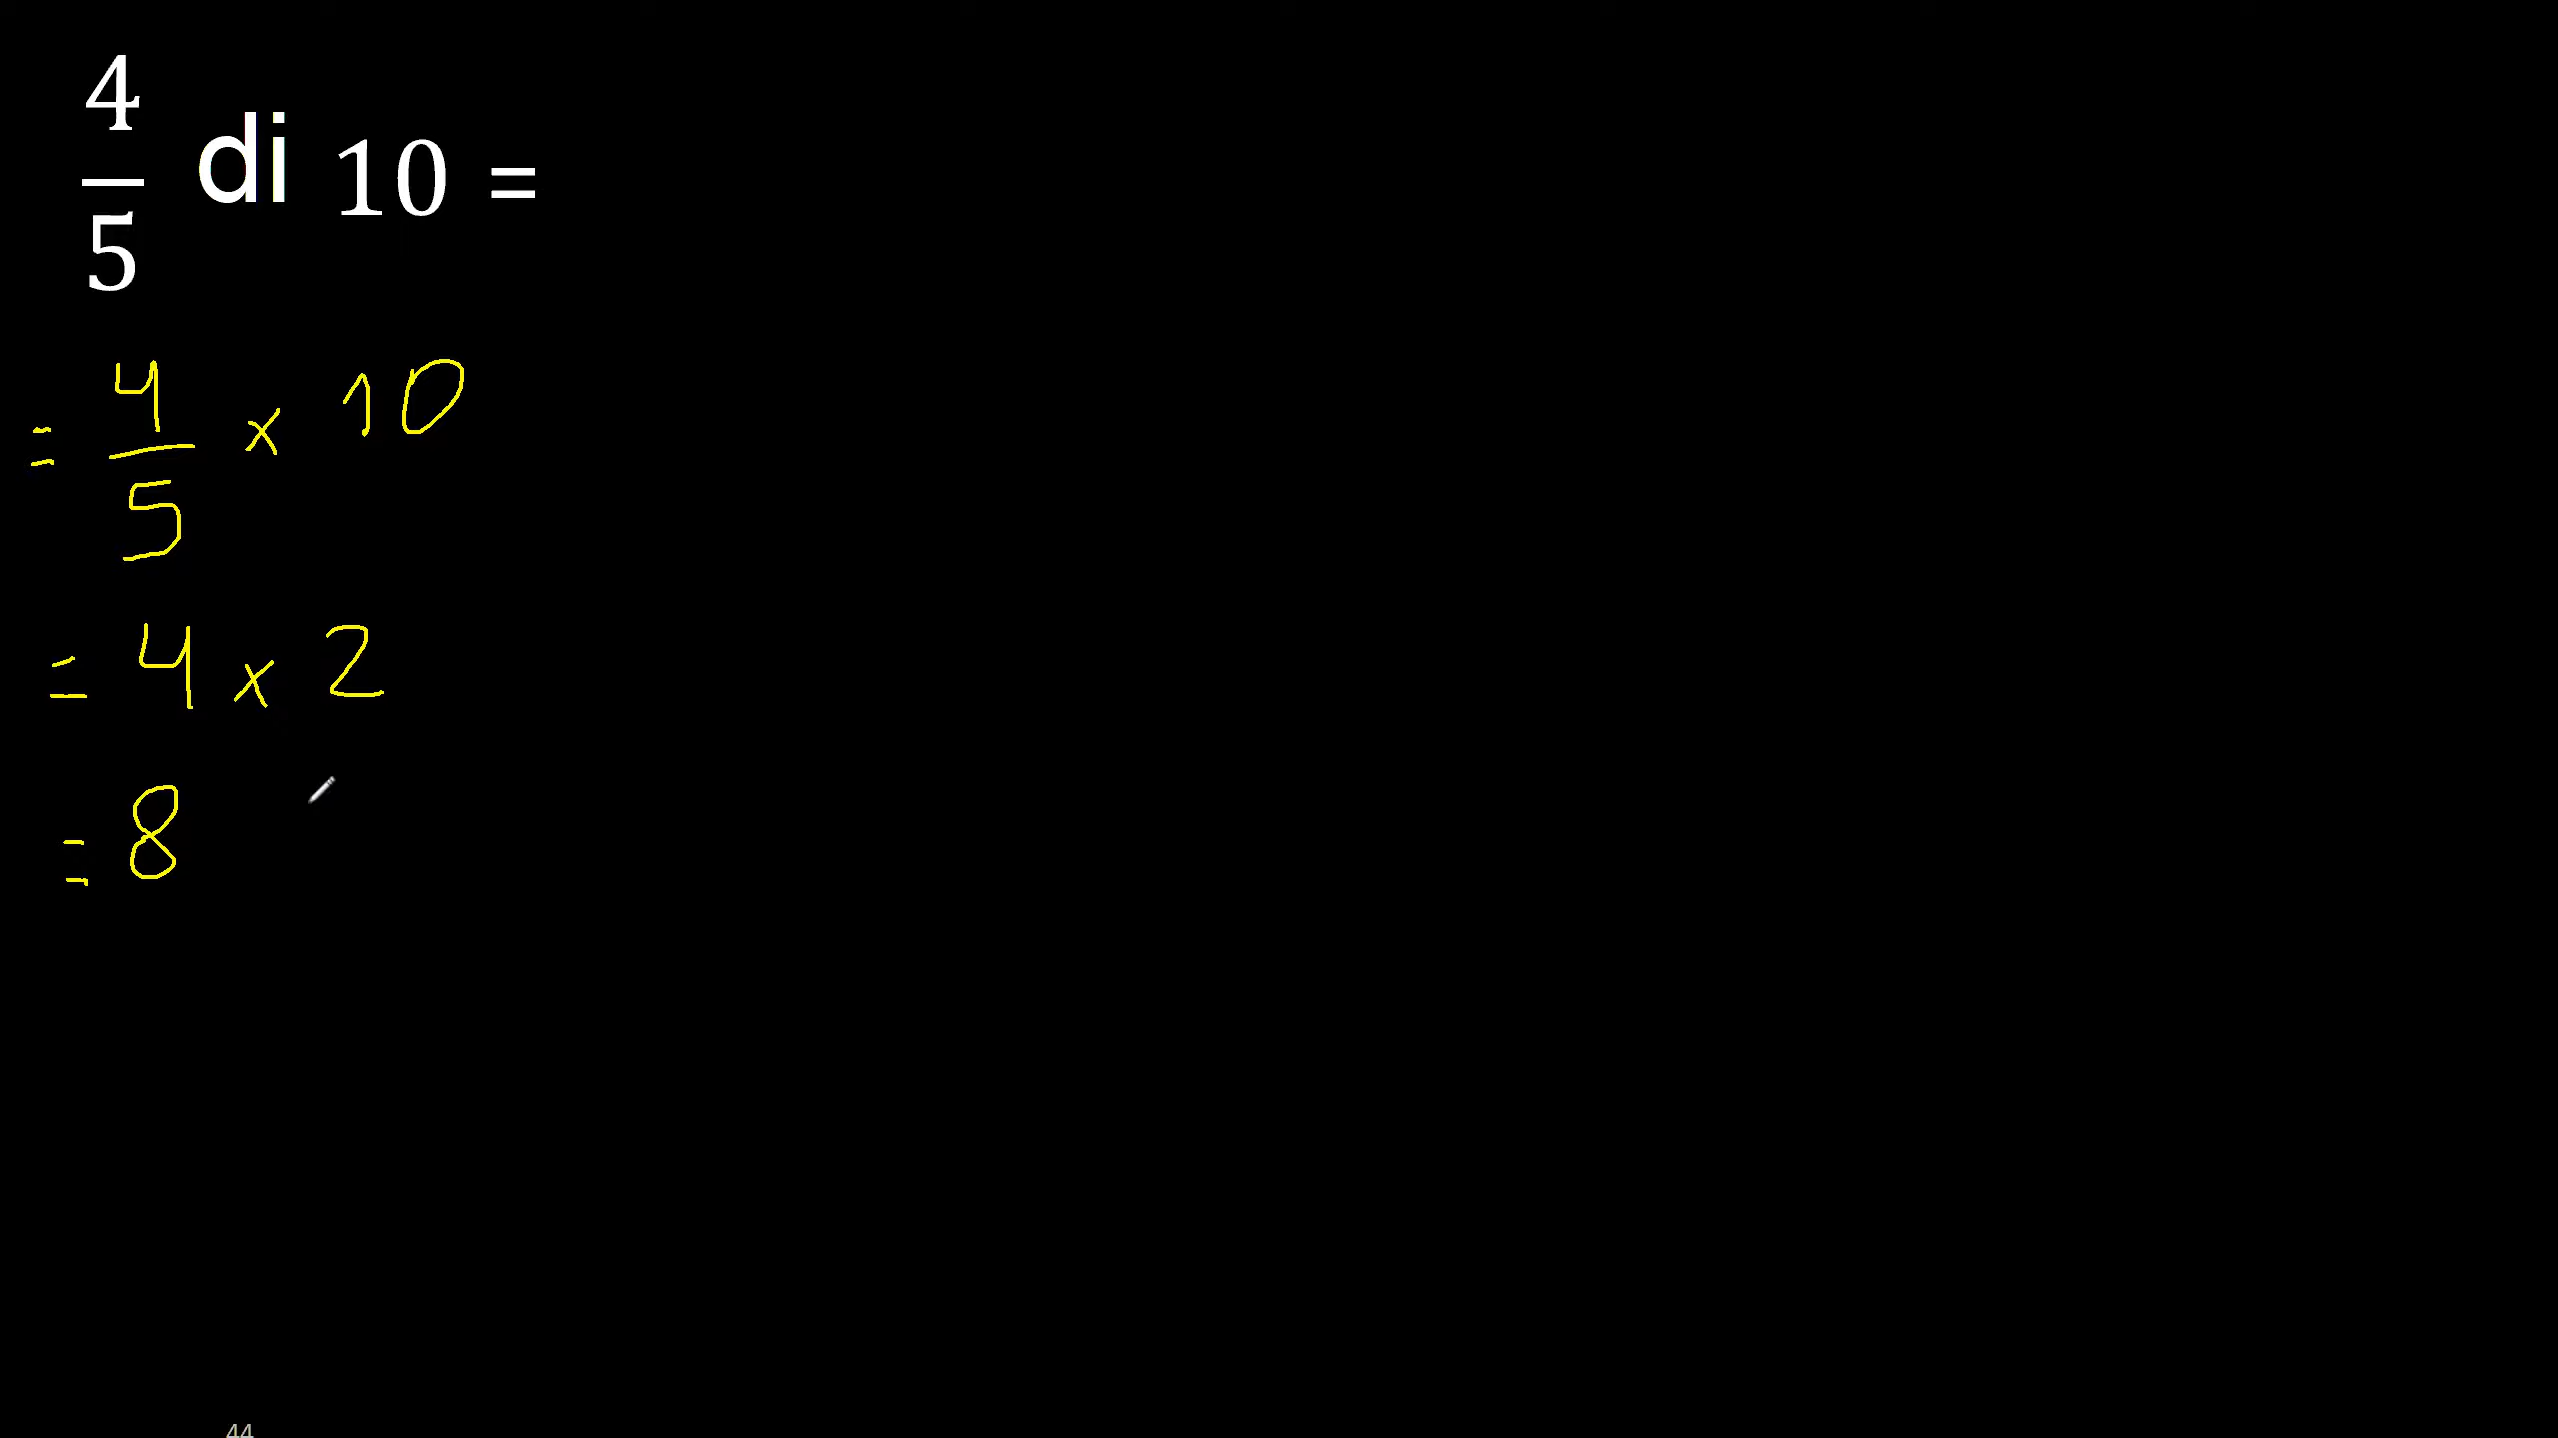 4/5 di 10 =
= 4/5 x 10
= 4 x 2
= 8
44